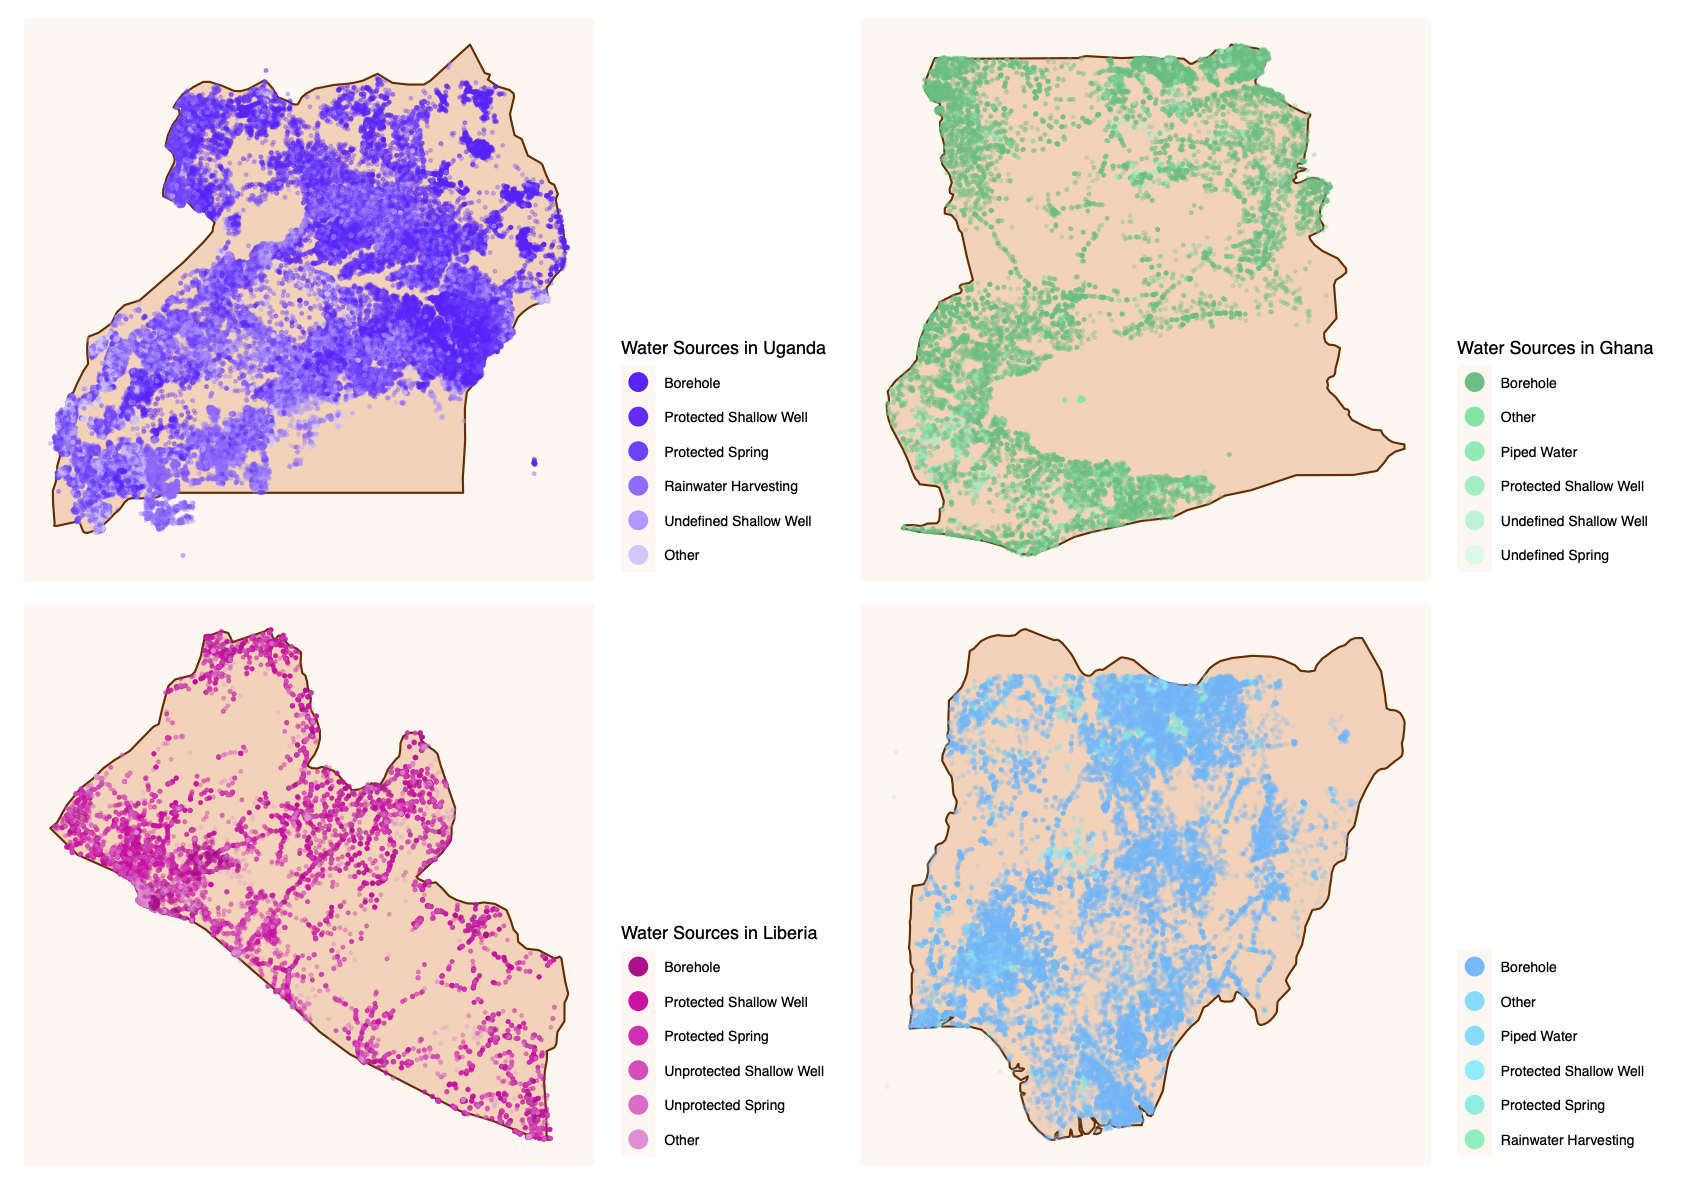 Water Sources in Uganda
Borehole
Protected Shallow Well
Protected Spring
Rainwater Harvesting
Undefined Shallow Well
Other
Water Sources in Ghana
Borehole
Other
Piped Water
Protected Shallow Well
Undefined Shallow Well
Undefined Spring
Water Sources in Liberia
Borehole
Protected Shallow Well
Protected Spring
Unprotected Shallow Well
Unprotected Spring
Other
Borehole
Other
Piped Water
Protected Shallow Well
Protected Spring
Rainwater Harvesting